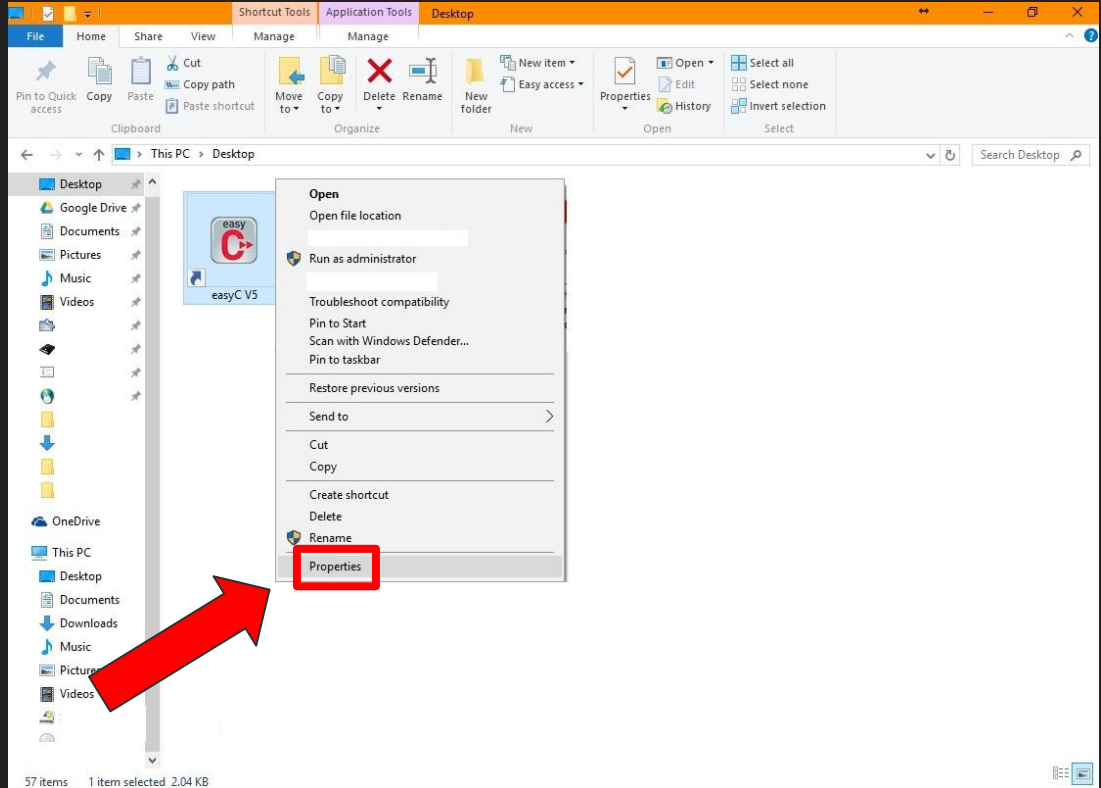 Shortcut Tools Application Tools Desktop
File Home Share View Manage Manage
Pin to Quick access
Copy
Paste
Cut
Copy path
Paste shortcut
Clipboard
Move to
Copy to
Delete
Rename
Organize
New folder
New item
Easy access
New
Properties
Open
Edit
History
Open
Select all
Select none
Invert selection
Select
This PC > Desktop
Search Desktop
Desktop
Google Drive
Documents
Pictures
Music
Videos
OneDrive
This PC
Desktop
Documents
Downloads
Music
Pictures
Videos
easy
C
easyC V5
Open
Open file location
Run as administrator
Troubleshoot compatibility
Pin to Start
Scan with Windows Defender...
Pin to taskbar
Restore previous versions
Send to
Cut
Copy
Create shortcut
Delete
Rename
Properties
57 items 1 item selected 2.04 KB